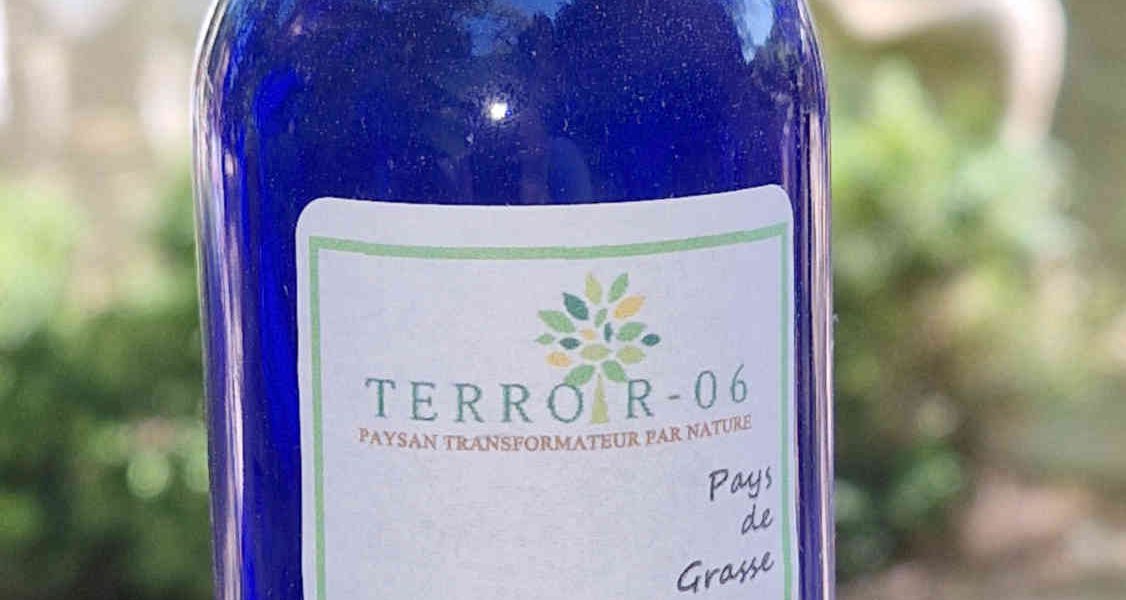 TERROIR-06
PAYSAN TRANSFORMATEUR PAR NATURE
Pays
de
Grasse